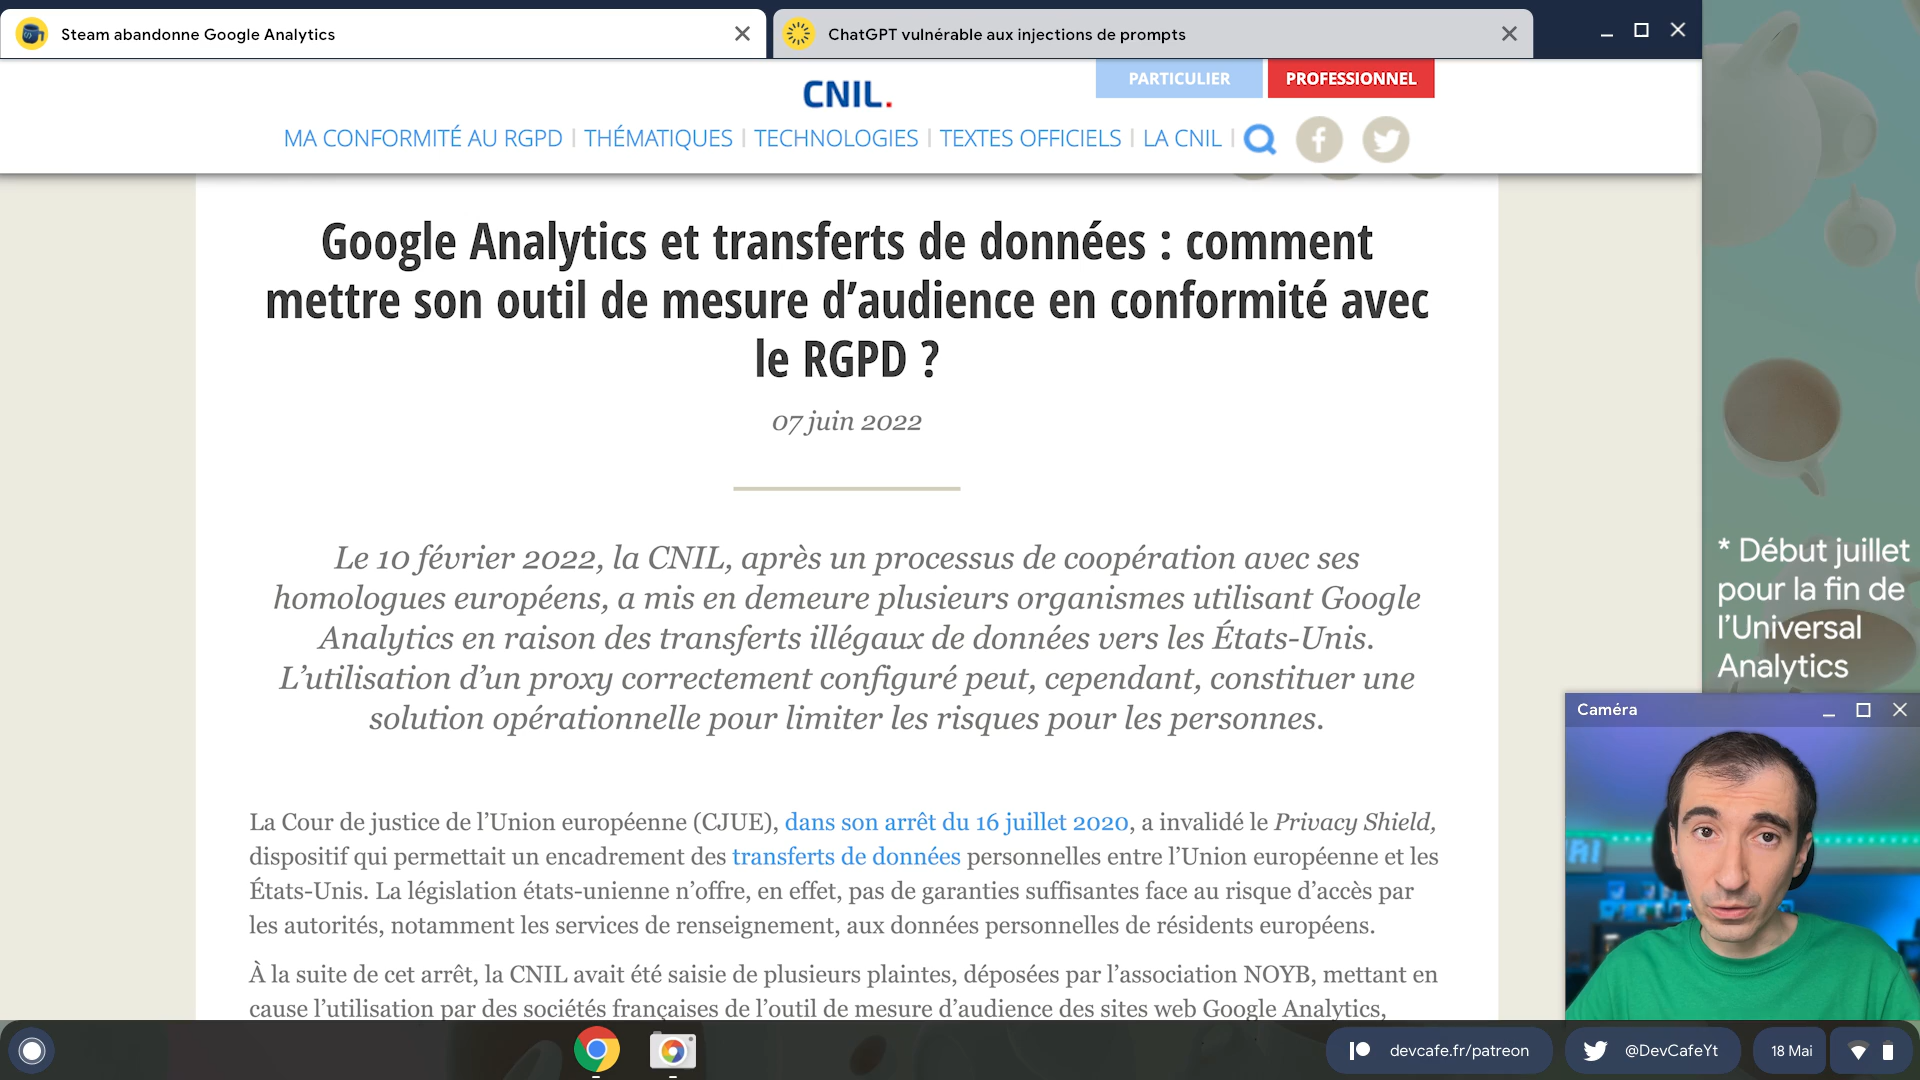 Steam abandonne Google Analytics
ChatGPT vulnérable aux injections de prompts
PARTICULIER
PROFESSIONNEL
CNIL.
MA CONFORMITÉ AU RGPD | THÉMATIQUES | TECHNOLOGIES | TEXTES OFFICIELS | LA CNIL |
Google Analytics et transferts de données : comment
mettre son outil de mesure d’audience en conformité avec
le RGPD ?
07 juin 2022
Le 10 février 2022, la CNIL, après un processus de coopération avec ses
homologues européens, a mis en demeure plusieurs organismes utilisant Google
Analytics en raison des transferts illégaux de données vers les États-Unis.
L’utilisation d’un proxy correctement configuré peut, cependant, constituer une
solution opérationnelle pour limiter les risques pour les personnes.
La Cour de justice de l’Union européenne (CJUE), dans son arrêt du 16 juillet 2020, a invalidé le Privacy Shield,
dispositif qui permettait un encadrement des transferts de données personnelles entre l’Union européenne et les
États-Unis. La législation états-unienne n’offre, en effet, pas de garanties suffisantes face au risque d’accès par
les autorités, notamment les services de renseignement, aux données personnelles de résidents européens.
À la suite de cet arrêt, la CNIL avait été saisie de plusieurs plaintes, déposées par l’association NOYB, mettant en
cause l’utilisation par des sociétés françaises de l’outil de mesure d’audience des sites web Google Analytics,
* Début juillet
pour la fin de
l’Universal
Analytics
Caméra
devcafe.fr/patreon
@DevCafeYt
18 Mai